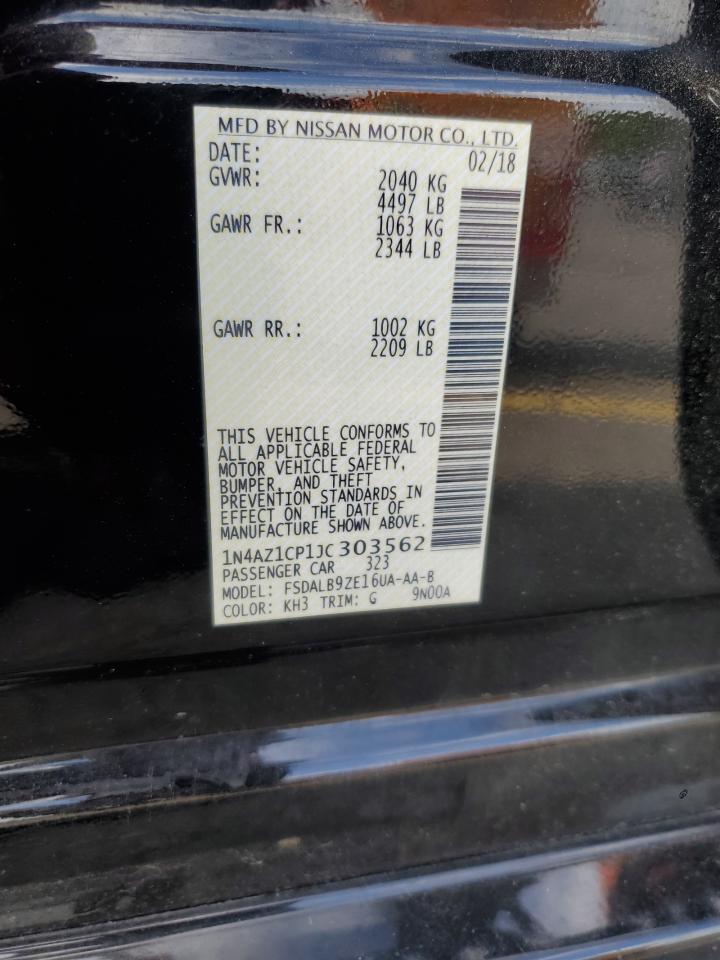 MFD BY NISSAN MOTOR CO., LTD.
DATE: 02/18
GVWR: 2040 KG
4497 LB
GAWR FR.: 1063 KG
2344 LB
GAWR RR.: 1002 KG
2209 LB
THIS VEHICLE CONFORMS TO
ALL APPLICABLE FEDERAL
MOTOR VEHICLE SAFETY,
BUMPER, AND THEFT
PREVENTION STANDARDS IN
EFFECT ON THE DATE OF
MANUFACTURE SHOWN ABOVE.
1N4AZ1CP1JC303562
PASSENGER CAR 323
MODEL: FSDALB9ZE16UA-AA-B
COLOR: KH3 TRIM: G 9N00A